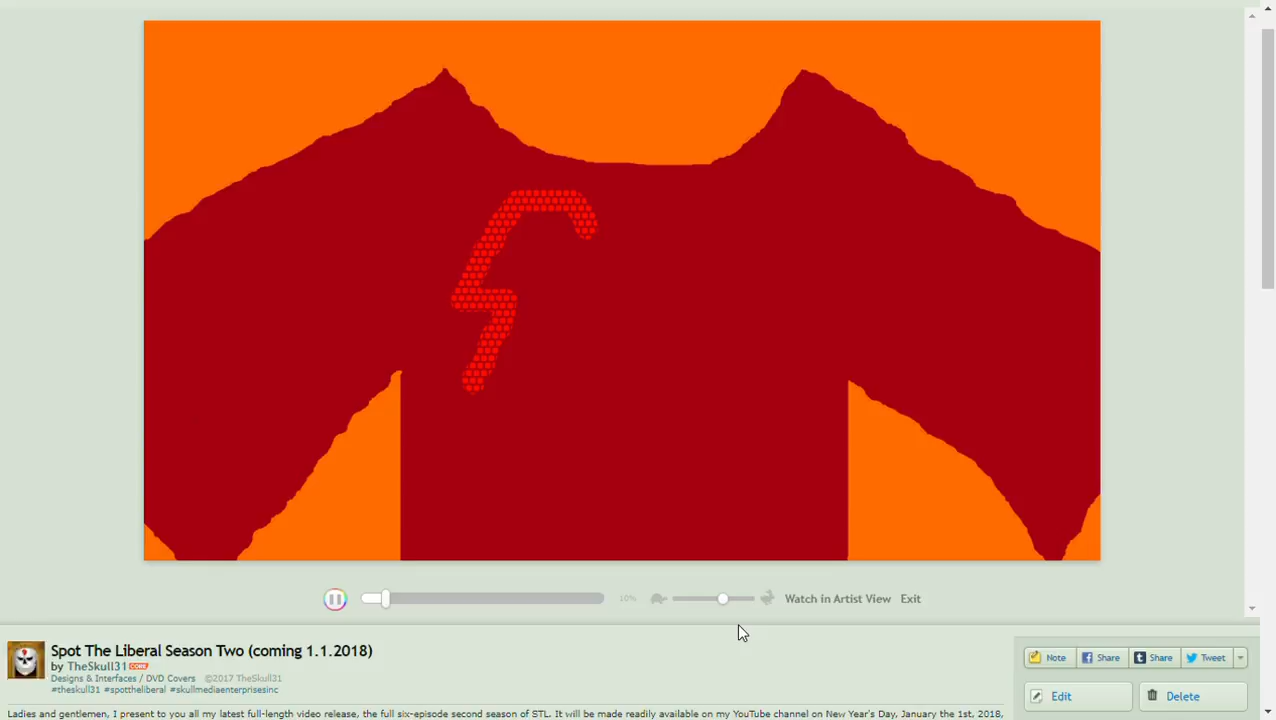 10%
Watch in Artist View
Exit
Spot The Liberal Season Two (coming 1.1.2018)
by TheSkull31 CORE
Designs & Interfaces / DVD Covers ©2017 TheSkull31
#theskull31 #spottheliberal #skullmediaenterprisesinc
Note
Share
Share
Tweet
Edit
Delete
Ladies and gentlemen, I present to you all my latest full-length video release, the full six-episode second season of STL. It will be made readily available on my YouTube channel on New Year's Day, January the 1st, 2018,